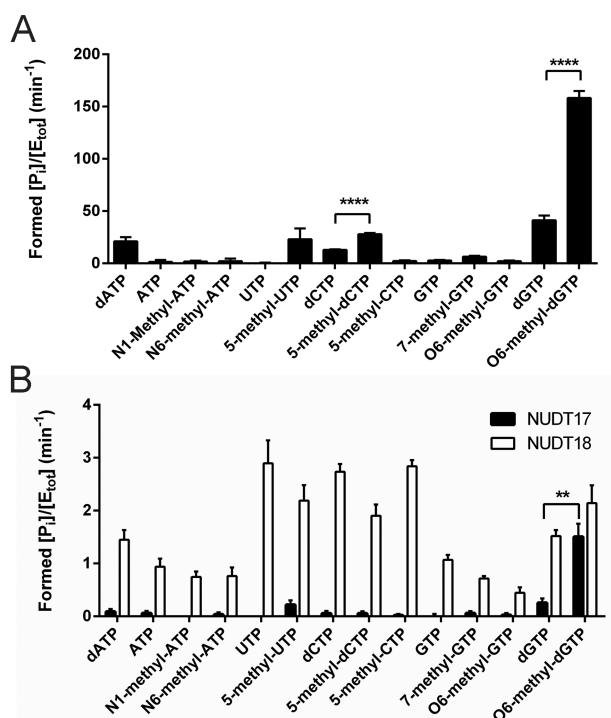 A
Formed [Pi]/[Etot] (min-1)
200
150
100
50
0
****
****
dATP
ATP
N1-Methyl-ATP
N6-methyl-ATP
UTP
5-methyl-UTP
dCTP
5-methyl-dCTP
5-methyl-CTP
GTP
7-methyl-GTP
O6-methyl-GTP
dGTP
O6-methyl-dGTP
B
Formed [Pi]/[Etot] (min-1)
4
3
2
1
0
NUDT17
NUDT18
**
dATP
ATP
N1-methyl-ATP
N6-methyl-ATP
UTP
5-methyl-UTP
dCTP
5-methyl-dCTP
5-methyl-CTP
GTP
7-methyl-GTP
O6-methyl-GTP
dGTP
O6-methyl-dGTP